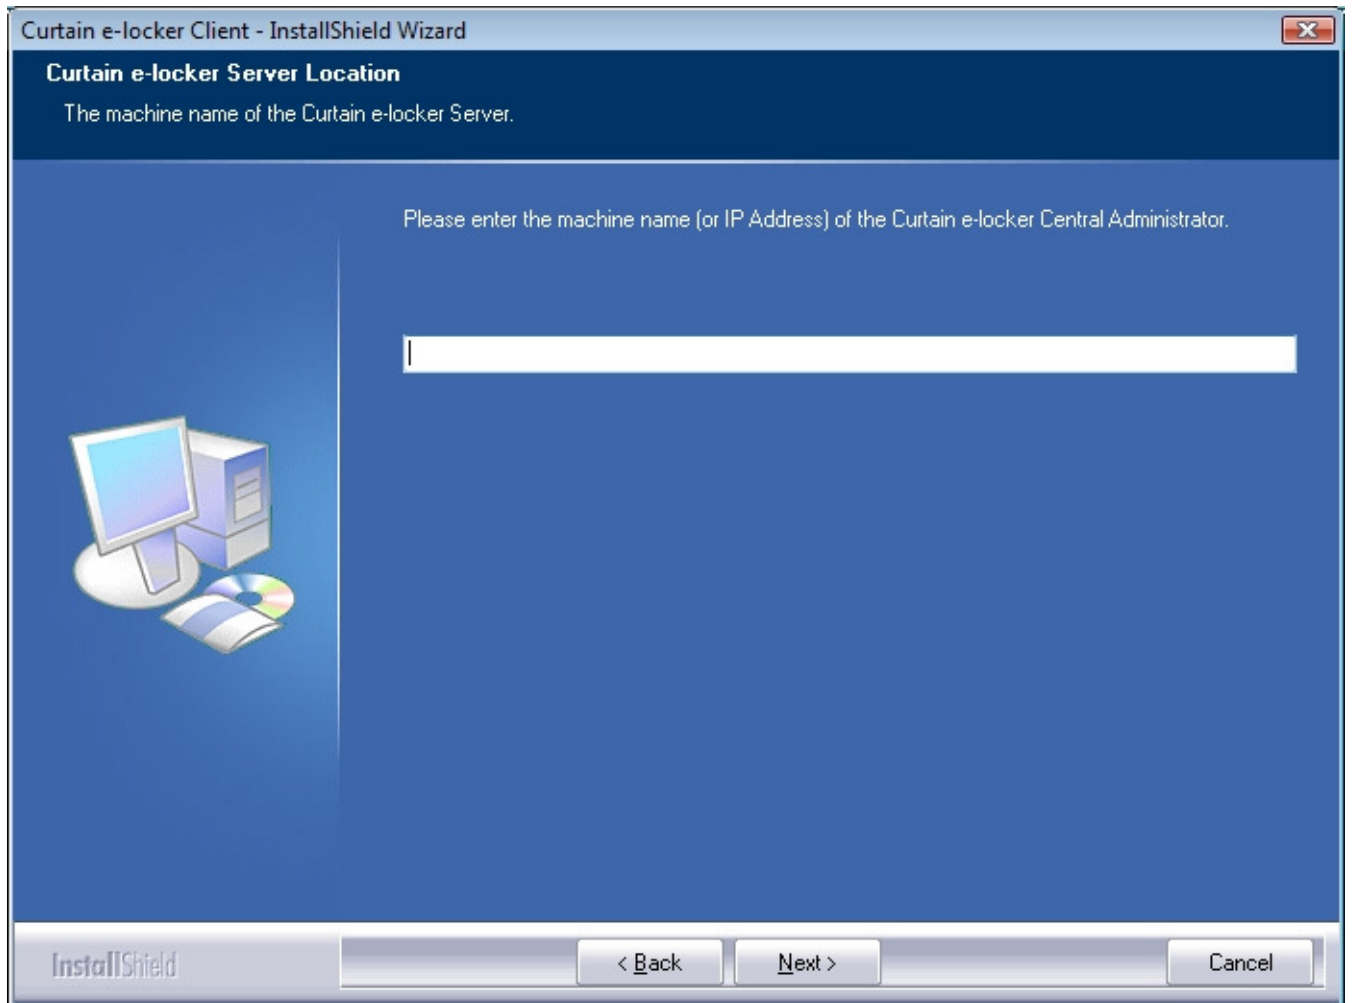 Curtain e-locker Client - InstallShield Wizard
Curtain e-locker Server Location
The machine name of the Curtain e-locker Server.
Please enter the machine name (or IP Address) of the Curtain e-locker Central Administrator.
InstallShield
< Back
Next >
Cancel